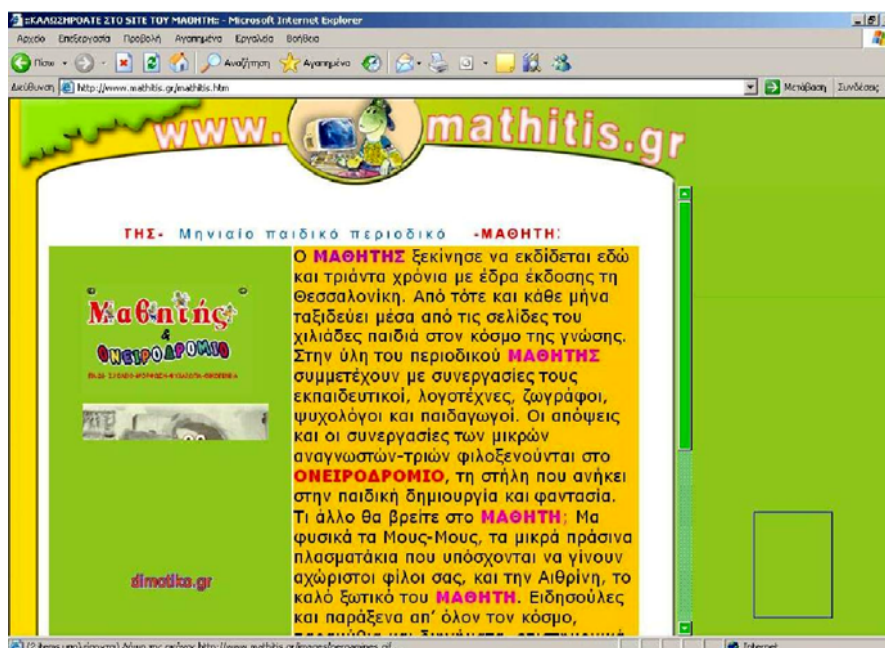 ::ΚΑΛΩΣΗΡΘΑΤΕ ΣΤΟ SITE ΤΟΥ ΜΑΘΗΤΗ:: - Microsoft Internet Explorer
Αρχείο Επεξεργασία Προβολή Αγαπημένα Εργαλεία Βοήθεια
Πίσω Αναζήτηση Αγαπημένα
Διεύθυνση http://www.mathitis.gr/mathitis.htm Μετάβαση Συνδέσεις
www. mathitis.gr
ΤΗΣ- Μηνιαίο παιδικό περιοδικό -ΜΑΘΗΤΗ
Μαθητής
&
ΟΝΕΙΡΟΔΡΟΜΙΟ
dimotika.gr
Ο ΜΑΘΗΤΗΣ ξεκίνησε να εκδίδεται εδώ
και τριάντα χρόνια με έδρα έκδοσης τη
Θεσσαλονίκη. Από τότε και κάθε μήνα
ταξιδεύει μέσα από τις σελίδες του
χιλιάδες παιδιά στον κόσμο της γνώσης.
Στην ύλη του περιοδικού ΜΑΘΗΤΗΣ
συμμετέχουν με συνεργασίες τους
εκπαιδευτικοί, λογοτέχνες, ζωγράφοι,
ψυχολόγοι και παιδαγωγοί. Οι απόψεις
και οι συνεργασίες των μικρών
αναγνωστών-τριών φιλοξενούνται στο
ΟΝΕΙΡΟΔΡΟΜΙΟ, τη στήλη που ανήκει
στην παιδική δημιουργία και φαντασία.
Τι άλλο θα βρείτε στο ΜΑΘΗΤΗ; Μα
φυσικά τα Μους-Μους, τα μικρά πράσινα
πλασματάκια που υπόσχονται να γίνουν
αχώριστοι φίλοι σας, και την Αιθρίνη, το
καλό ξωτικό του ΜΑΘΗΤΗ. Ειδησούλες
και παράξενα απ' όλον τον κόσμο,
Internet